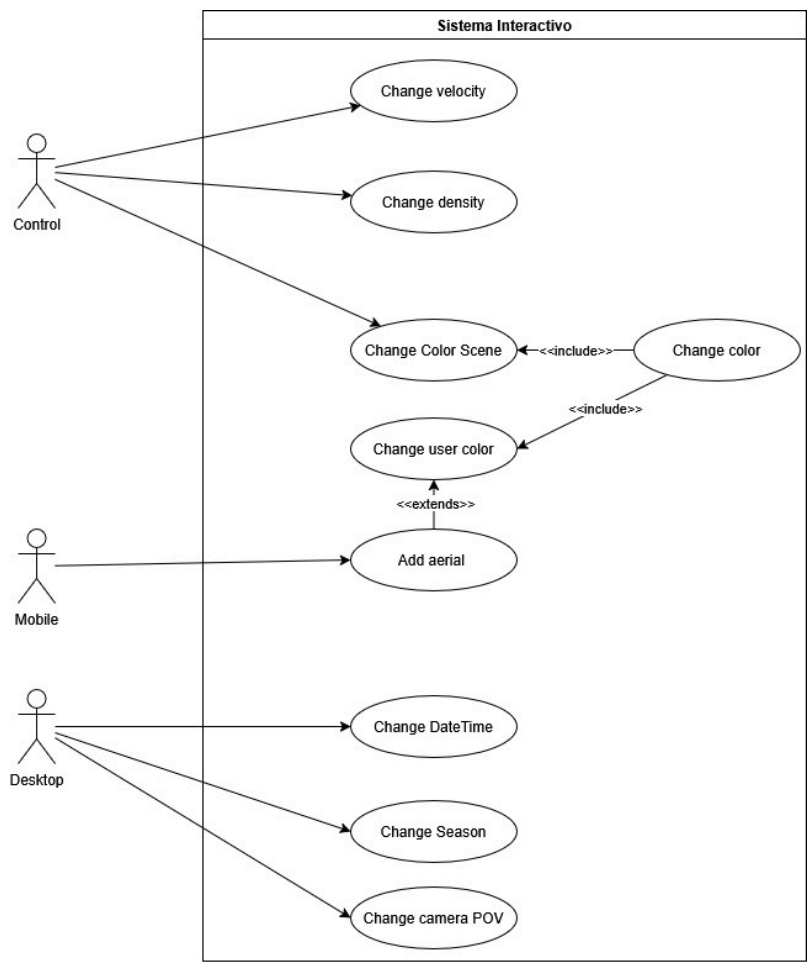 Sistema Interactivo
Change velocity
Control
Change density
Change Color Scene
<<include>>
Change color
<<include>>
Change user color
<<extends>>
Mobile
Add aerial
Desktop
Change DateTime
Change Season
Change camera POV